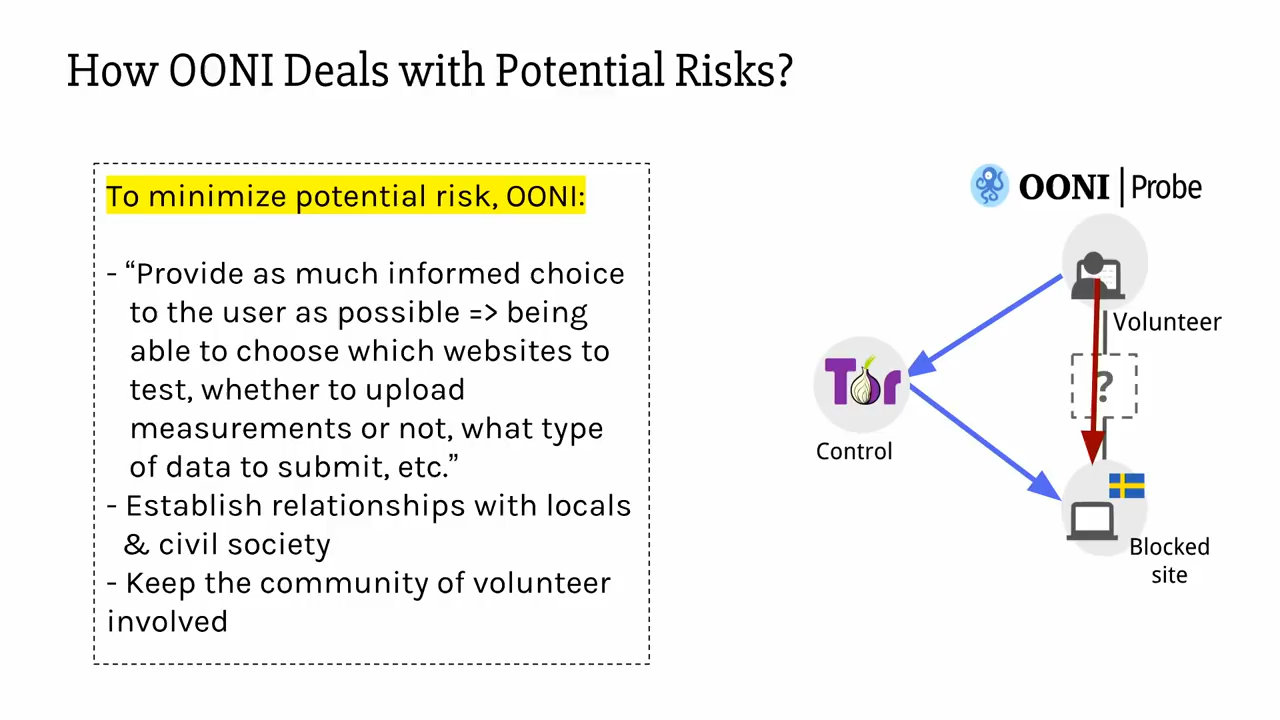 How OONI Deals with Potential Risks?
To minimize potential risk, OONI:
- “Provide as much informed choice
to the user as possible => being
able to choose which websites to
test, whether to upload
measurements or not, what type
of data to submit, etc.”
- Establish relationships with locals
& civil society
- Keep the community of volunteer
involved
OONI | Probe
Volunteer
?
Tor
Control
Blocked
site